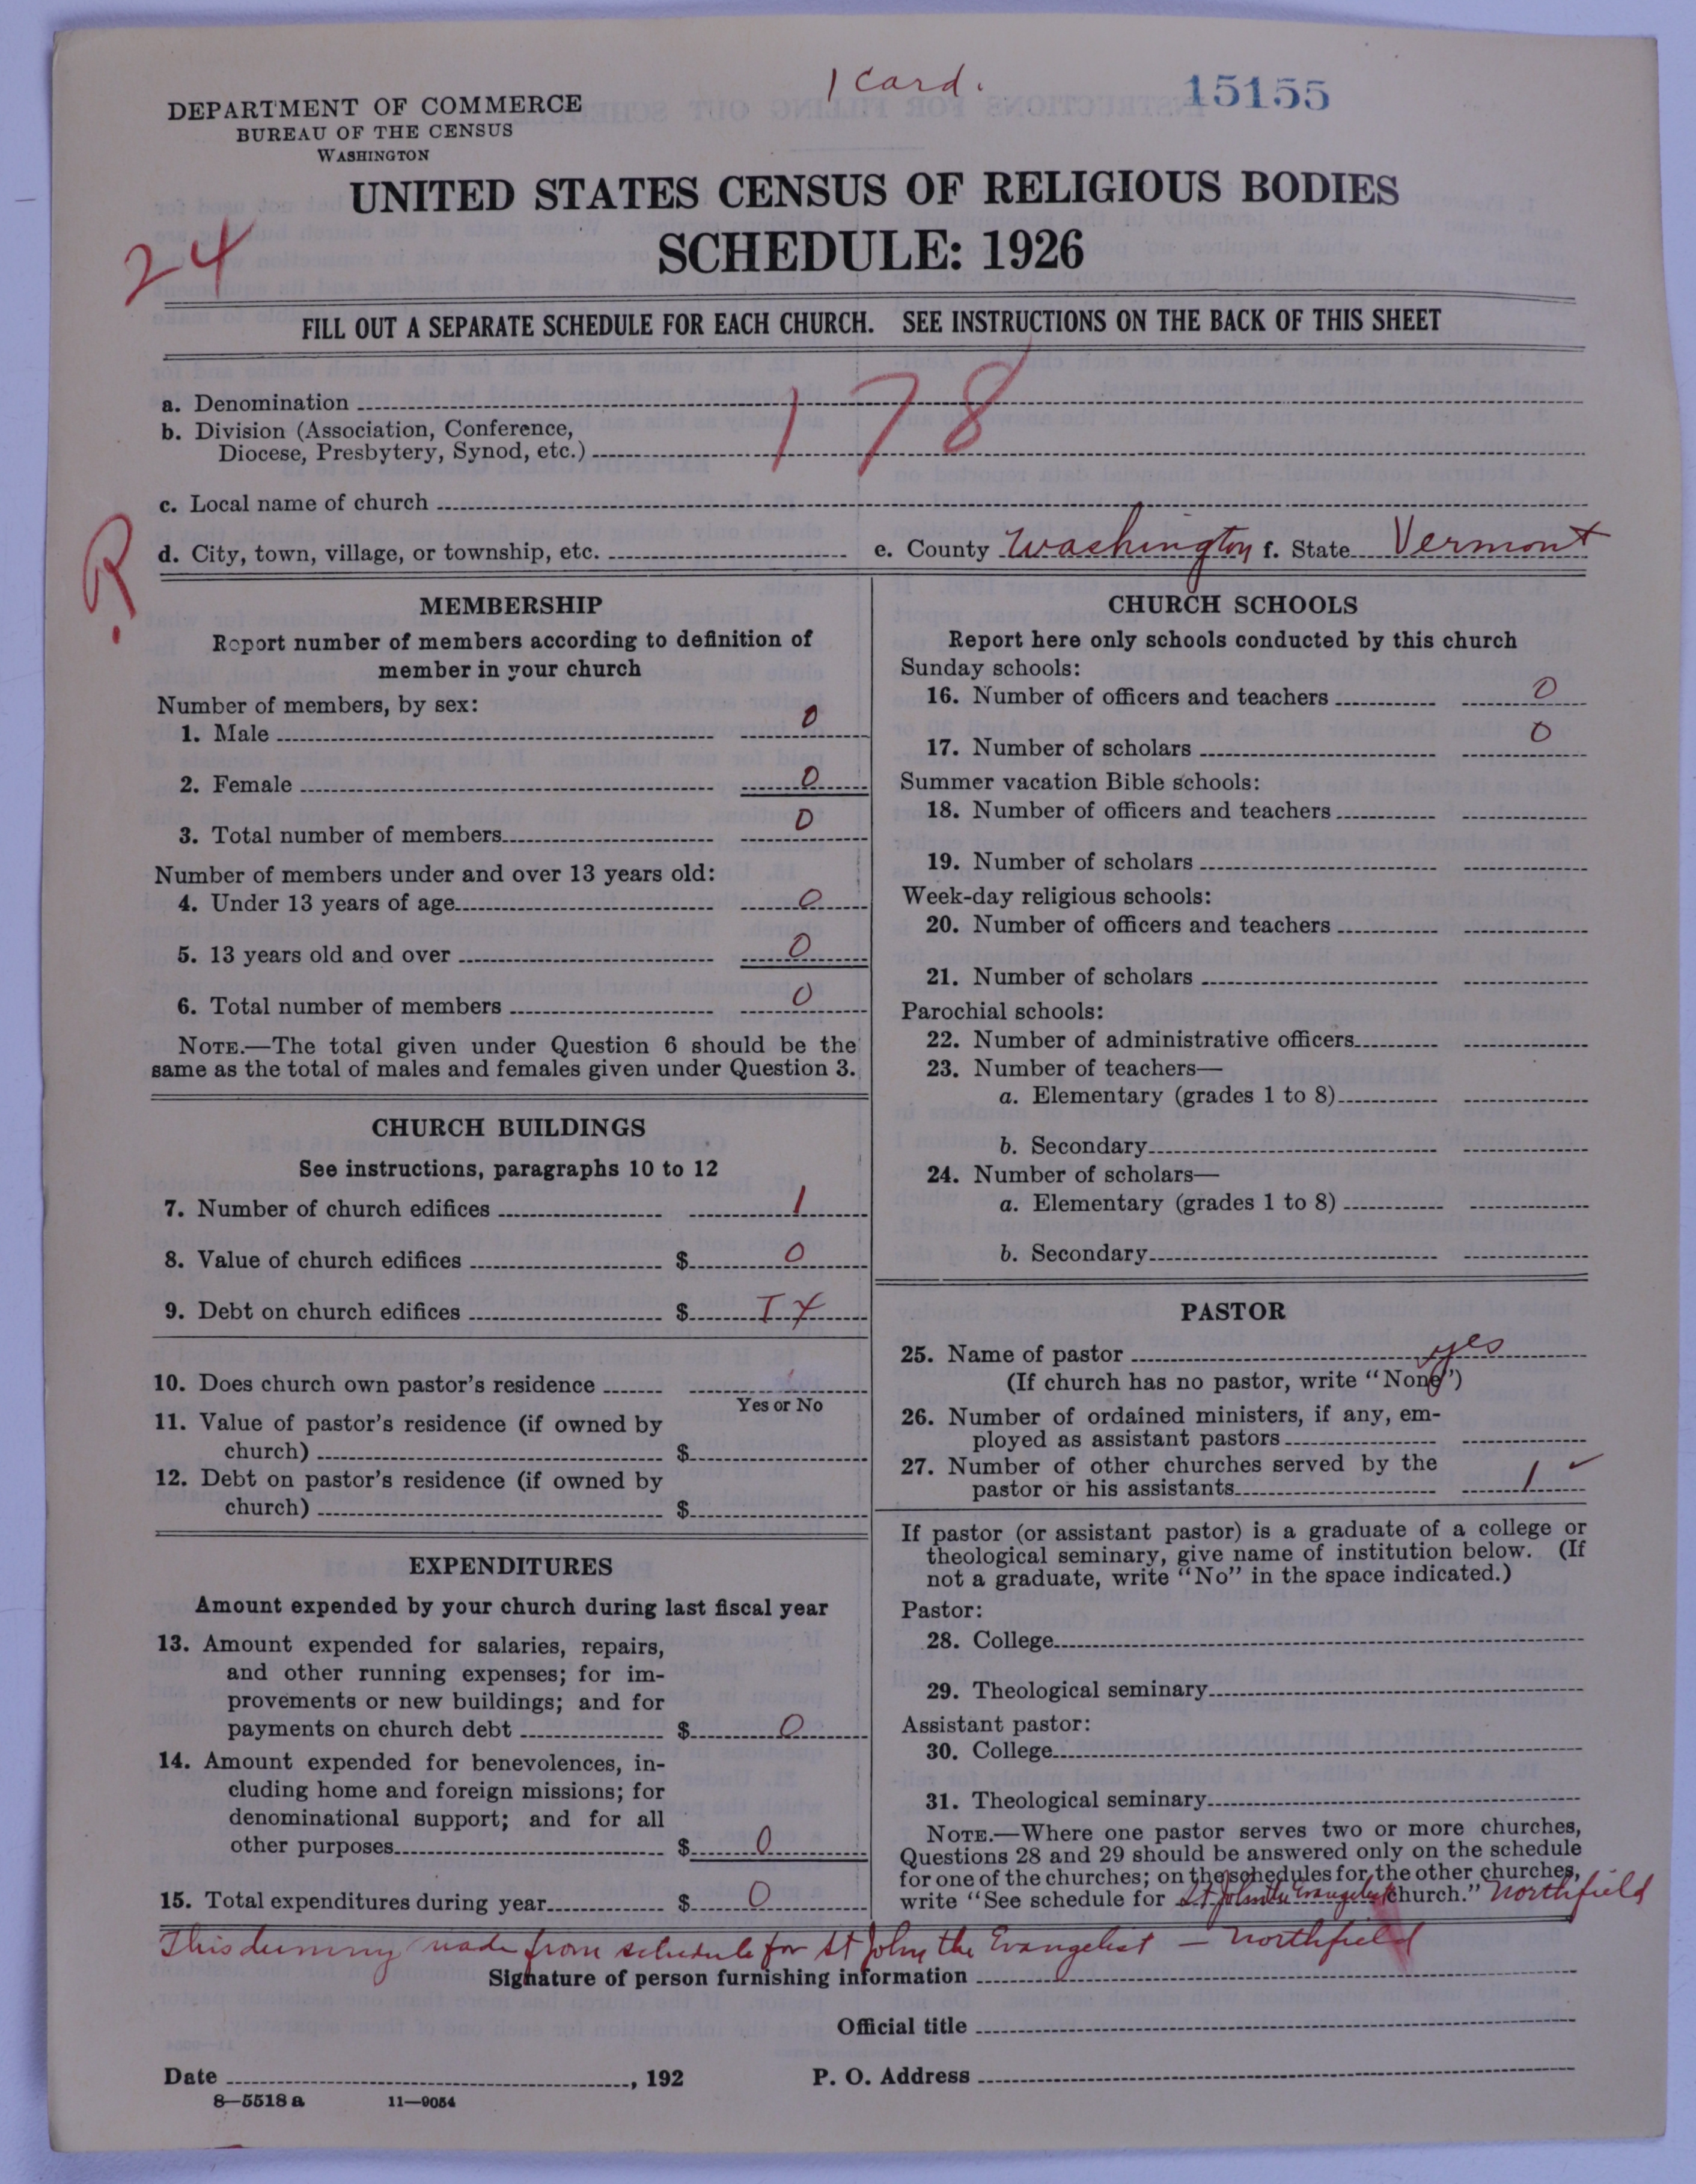 1 Card.
15155
DEPARTMENT OF COMMERCE
BUREAU OF THE CENSUS
WASHINGTON
UNITED STATES CENSUS OF RELIGIOUS BODIES
24
SCHEDULE: 1926
FILL OUT A SEPARATE SCHEDULE FOR EACH CHURCH. SEE INSTRUCTIONS ON THE BACK OF THIS SHEET
178
a. Denomination
b. Division (Association, Conference,
Diocese, Presbytery, Synod, etc.)
c. Local name of church
R.
d. City, town, village, or township, etc. e. County Washington f. State Vermont
MEMBERSHIP
Report number of members according to definition of
member in your church
Number of members, by sex:
1. Male 0
2. Female 0
3. Total number of members 0
Number of members under and over 13 years old:
4. Under 13 years of age 0
5. 13 years old and over 0
6. Total number of members 0
NOTE.—The total given under Question 6 should be the
same as the total of males and females given under Question 3.
CHURCH BUILDINGS
See instructions, paragraphs 10 to 12
7. Number of church edifices 1
8. Value of church edifices $ 0
9. Debt on church edifices $
10. Does church own pastor's residence
Yes or No
11. Value of pastor's residence (if owned by
church) $
12. Debt on pastor's residence (if owned by
church) $
EXPENDITURES
Amount expended by your church during last fiscal year
13. Amount expended for salaries, repairs,
and other running expenses; for im-
provements or new buildings; and for
payments on church debt $ 0
14. Amount expended for benevolences, in-
cluding home and foreign missions; for
denominational support; and for all
other purposes $ 0
15. Total expenditures during year $ 0
CHURCH SCHOOLS
Report here only schools conducted by this church
Sunday schools:
16. Number of officers and teachers 0
17. Number of scholars 0
Summer vacation Bible schools:
18. Number of officers and teachers
19. Number of scholars
Week-day religious schools:
20. Number of officers and teachers
21. Number of scholars
Parochial schools:
22. Number of administrative officers
23. Number of teachers—
a. Elementary (grades 1 to 8)
b. Secondary
24. Number of scholars—
a. Elementary (grades 1 to 8)
b. Secondary
PASTOR
25. Name of pastor yes
(If church has no pastor, write "None")
26. Number of ordained ministers, if any, em-
ployed as assistant pastors
27. Number of other churches served by the
pastor or his assistants 1 ✓
If pastor (or assistant pastor) is a graduate of a college or
theological seminary, give name of institution below. (If
not a graduate, write "No" in the space indicated.)
Pastor:
28. College
29. Theological seminary
Assistant pastor:
30. College
31. Theological seminary
NOTE.—Where one pastor serves two or more churches,
Questions 28 and 29 should be answered only on the schedule
for one of the churches; on the schedules for the other churches,
write "See schedule for St John the Evangelist Church." Northfield
This dummy made from schedule for St John the Evangelist – Northfield
Signature of person furnishing information
Official title
Date , 192 P. O. Address
8—5518 a 11—9054